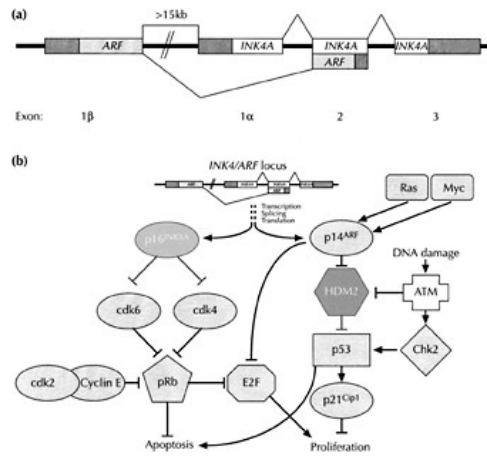 (a)
>15kb
ARF INK4A INK4A INK4A
ARF
Exon: 1β 1α 2 3
(b)
INK4/ARF locus
Transcription
Splicing
Translation
Ras Myc
p16INK4A p14ARF
DNA damage
HDM2 ATM
cdk6 cdk4
p53 Chk2
cdk2 Cyclin E pRb E2F
p21Cip1
Apoptosis Proliferation